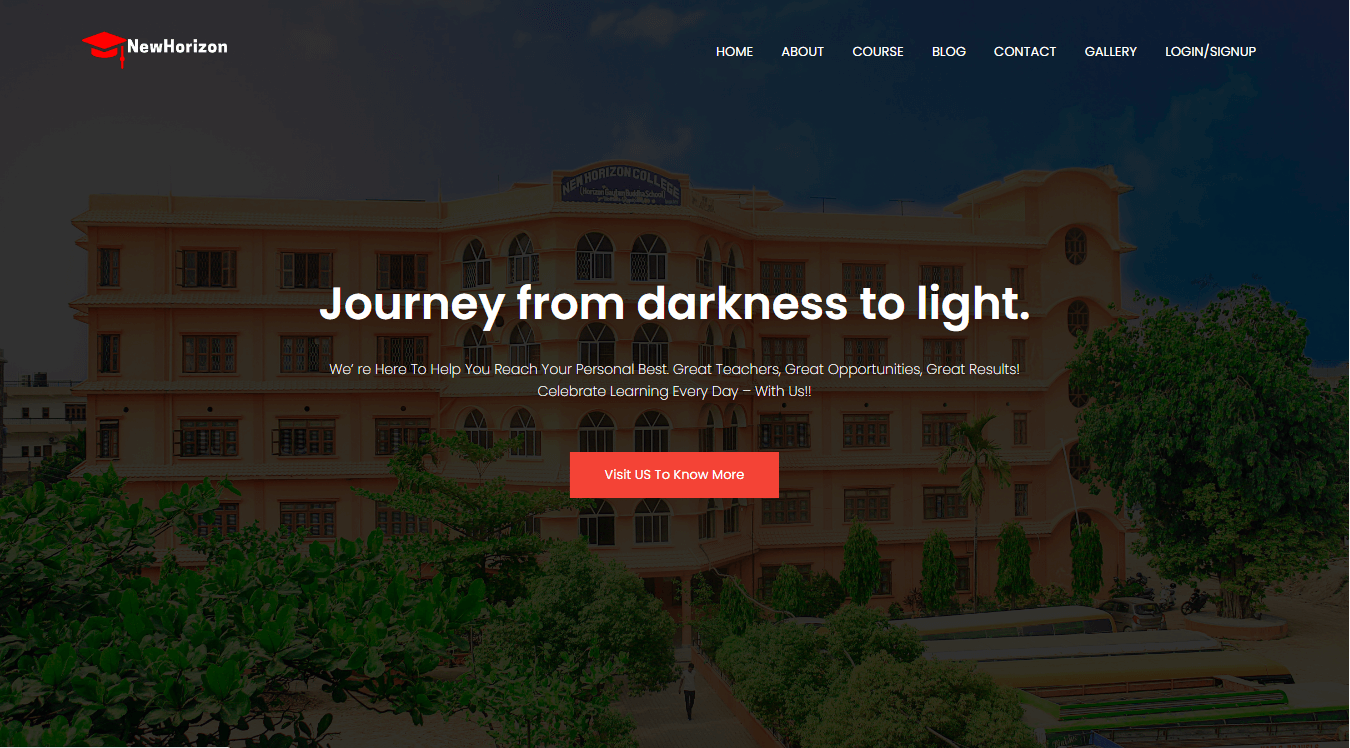 NewHorizon
HOME ABOUT COURSE BLOG CONTACT GALLERY LOGIN/SIGNUP
NEW HORIZON COLLEGE
Journey from darkness to light.
We’ re Here To Help You Reach Your Personal Best. Great Teachers, Great Opportunities, Great Results!
Celebrate Learning Every Day – With Us!!
Visit US To Know More